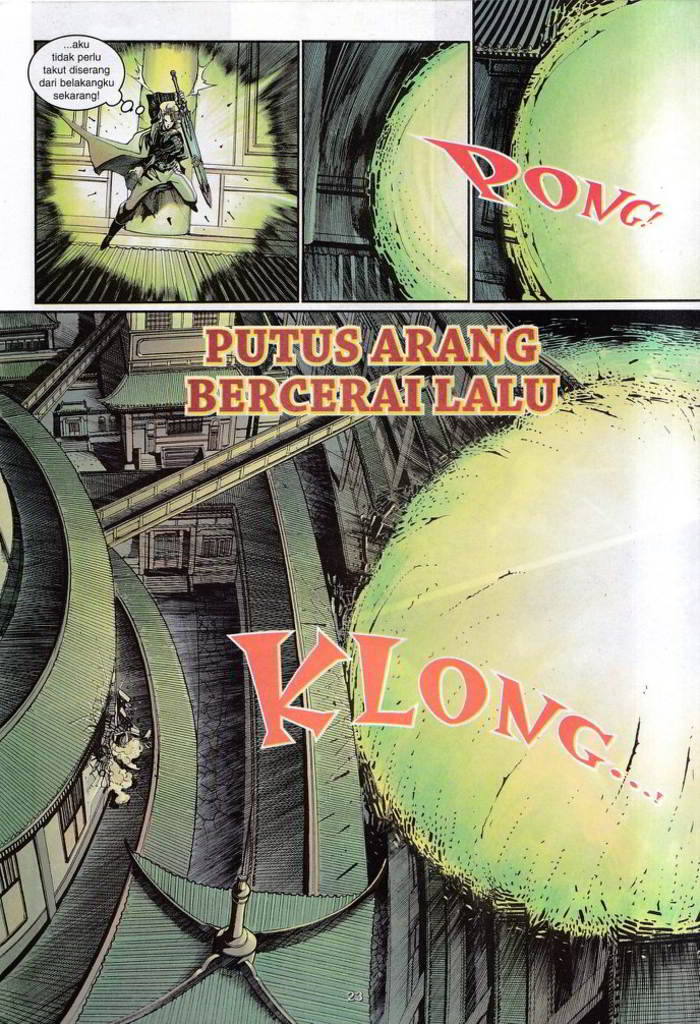 ...aku
tidak perlu
takut diserang
dari belakangku
sekarang!
PONG!
PUTUS ARANG
BERCERAI LALU
KLONG...!
23